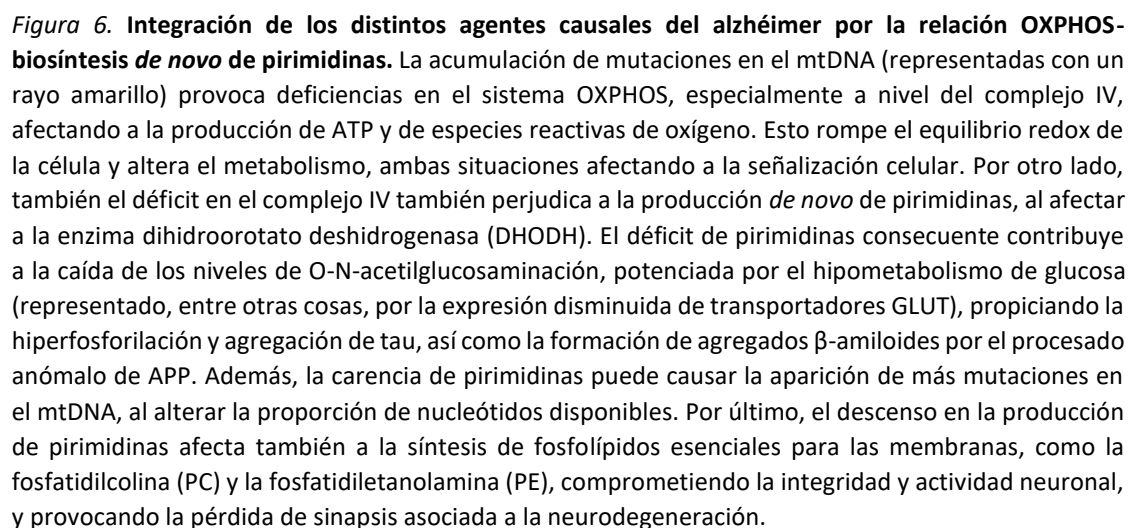 Figura 6. Integración de los distintos agentes causales del alzhéimer por la relación OXPHOS-
biosíntesis de novo de pirimidinas. La acumulación de mutaciones en el mtDNA (representadas con un
rayo amarillo) provoca deficiencias en el sistema OXPHOS, especialmente a nivel del complejo IV,
afectando a la producción de ATP y de especies reactivas de oxígeno. Esto rompe el equilibrio redox de
la célula y altera el metabolismo, ambas situaciones afectando a la señalización celular. Por otro lado,
también el déficit en el complejo IV también perjudica a la producción de novo de pirimidinas, al afectar
a la enzima dihidroorotato deshidrogenasa (DHODH). El déficit de pirimidinas consecuente contribuye
a la caída de los niveles de O-N-acetilglucosaminación, potenciada por el hipometabolismo de glucosa
(representado, entre otras cosas, por la expresión disminuida de transportadores GLUT), propiciando la
hiperfosforilación y agregación de tau, así como la formación de agregados β-amiloides por el procesado
anómalo de APP. Además, la carencia de pirimidinas puede causar la aparición de más mutaciones en
el mtDNA, al alterar la proporción de nucleótidos disponibles. Por último, el descenso en la producción
de pirimidinas afecta también a la síntesis de fosfolípidos esenciales para las membranas, como la
fosfatidilcolina (PC) y la fosfatidiletanolamina (PE), comprometiendo la integridad y actividad neuronal,
y provocando la pérdida de sinapsis asociada a la neurodegeneración.